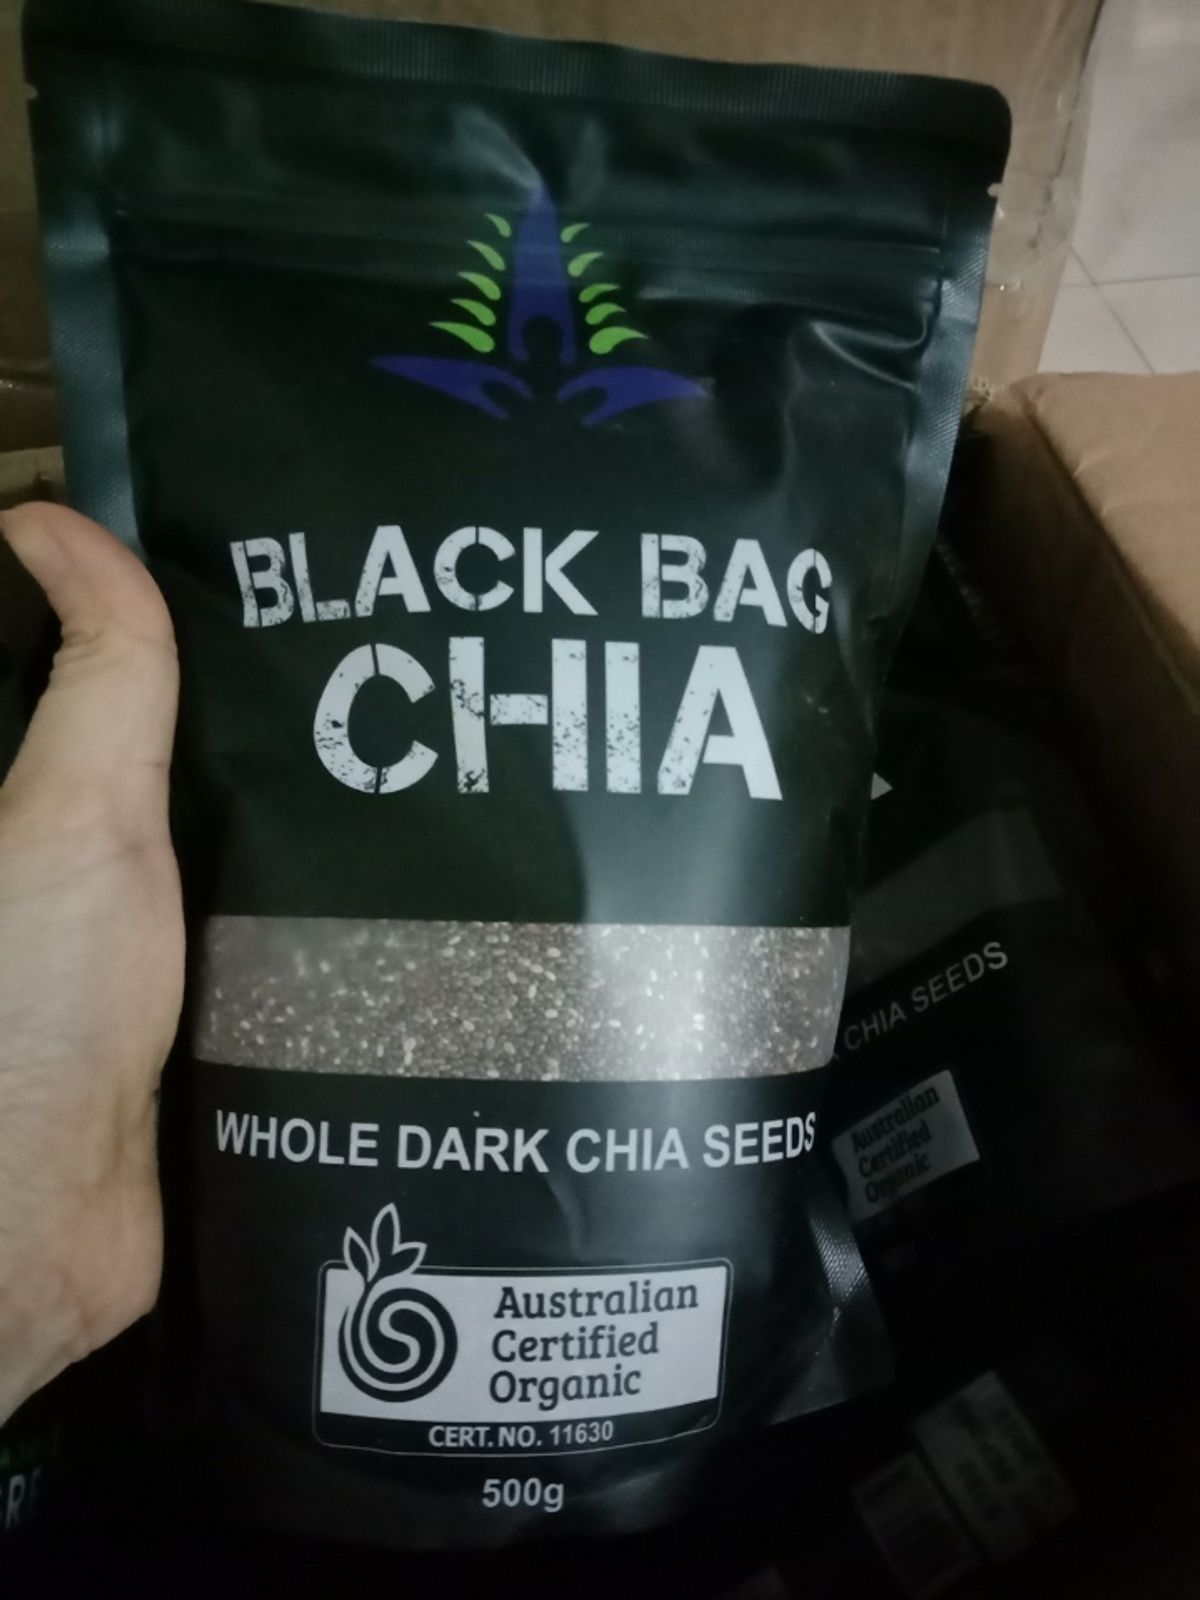 BLACK BAG
CHIA
WHOLE DARK CHIA SEEDS
Australian
Certified
Organic
CERT. NO. 11630
500g
CHIA SEEDS
Australian
Certified
Organic